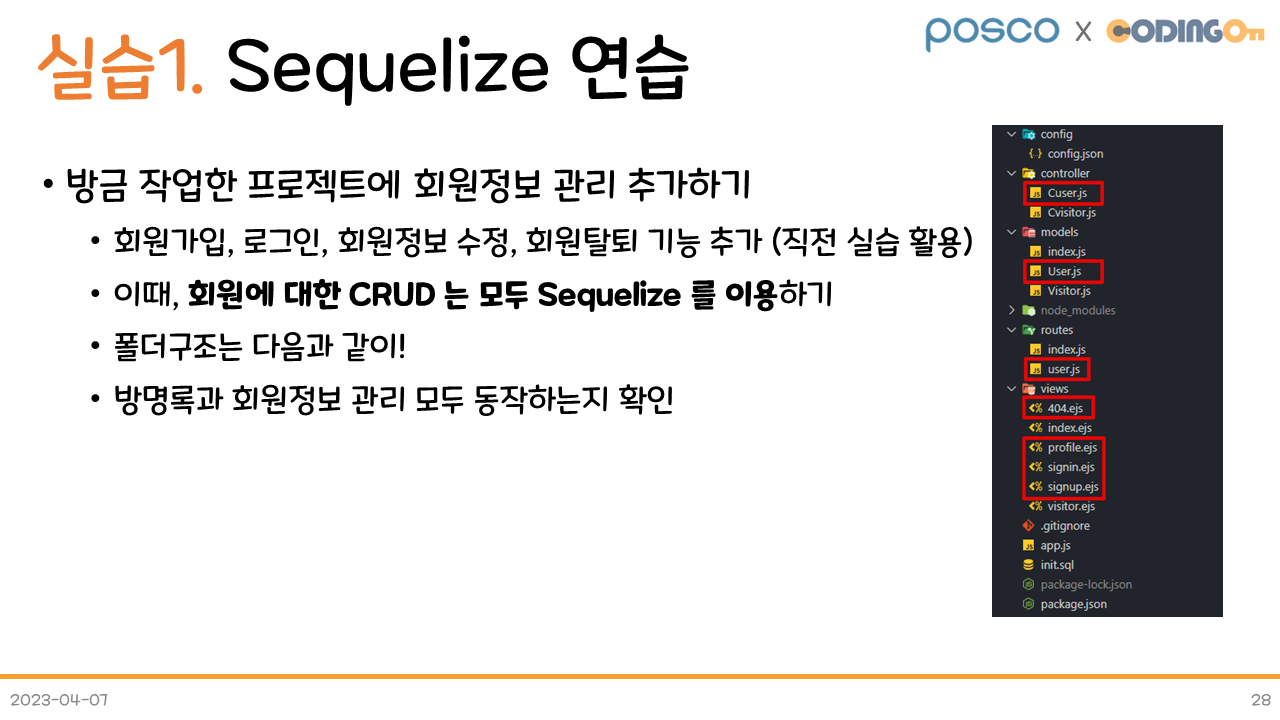 posco x CODINGOn
실습1. Sequelize 연습
• 방금 작업한 프로젝트에 회원정보 관리 추가하기
• 회원가입, 로그인, 회원정보 수정, 회원탈퇴 기능 추가 (직전 실습 활용)
• 이때, 회원에 대한 CRUD 는 모두 Sequelize 를 이용하기
• 폴더구조는 다음과 같이!
• 방명록과 회원정보 관리 모두 동작하는지 확인
config
{} config.json
controller
JS Cuser.js
JS Cvisitor.js
models
JS index.js
JS User.js
JS Visitor.js
node_modules
routes
JS index.js
JS user.js
views
<% 404.ejs
<% index.ejs
<% profile.ejs
<% signin.ejs
<% signup.ejs
<% visitor.ejs
.gitignore
JS app.js
init.sql
package-lock.json
package.json
2023-04-07
28